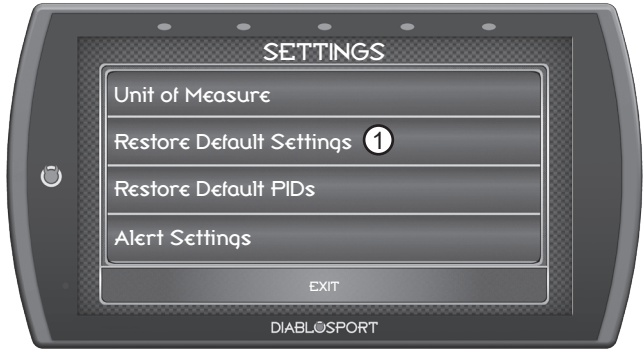 SETTINGS
Unit of Measure
Restore Default Settings 1
Restore Default PIDs
Alert Settings
EXIT
DIABLOSPORT